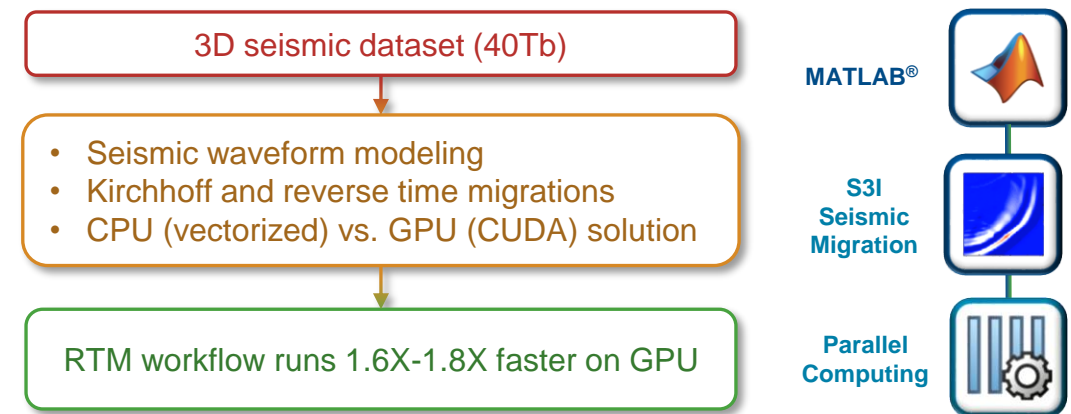 3D seismic dataset (40Tb)
• Seismic waveform modeling
• Kirchhoff and reverse time migrations
• CPU (vectorized) vs. GPU (CUDA) solution
RTM workflow runs 1.6X-1.8X faster on GPU
MATLAB®
S3I
Seismic
Migration
Parallel
Computing